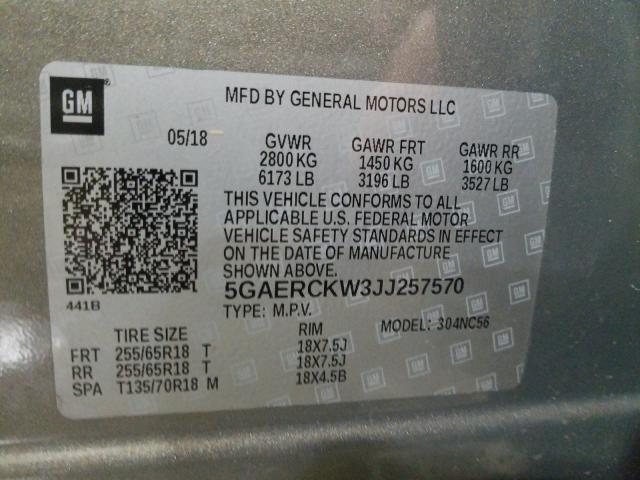 GM
MFD BY GENERAL MOTORS LLC
05/18
GVWR GAWR FRT GAWR RR
2800 KG 1450 KG 1600 KG
6173 LB 3196 LB 3527 LB
THIS VEHICLE CONFORMS TO ALL
APPLICABLE U.S. FEDERAL MOTOR
VEHICLE SAFETY STANDARDS IN EFFECT
ON THE DATE OF MANUFACTURE
SHOWN ABOVE.
441B
5GAERCKW3JJ257570
TYPE: M.P.V. MODEL: 304NC56
TIRE SIZE RIM
FRT 255/65R18 T 18X7.5J
RR 255/65R18 T 18X7.5J
SPA T135/70R18 M 18X4.5B